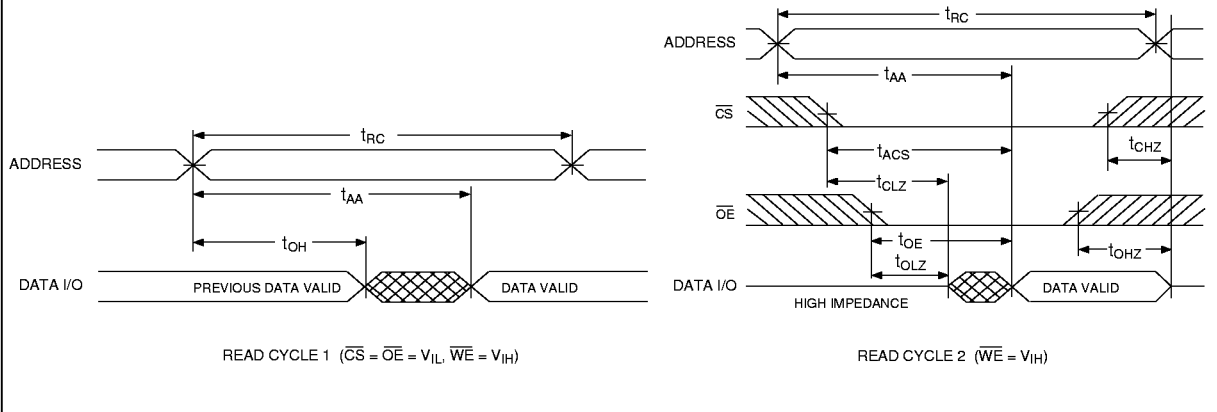 tRC
ADDRESS
tAA
tOH
DATA I/O
PREVIOUS DATA VALID
DATA VALID
READ CYCLE 1 (CS = OE = VIL, WE = VIH)
tRC
ADDRESS
tAA
CS
tACS
tCHZ
tCLZ
OE
tOE
tOHZ
tOLZ
DATA I/O
HIGH IMPEDANCE
DATA VALID
READ CYCLE 2 (WE = VIH)